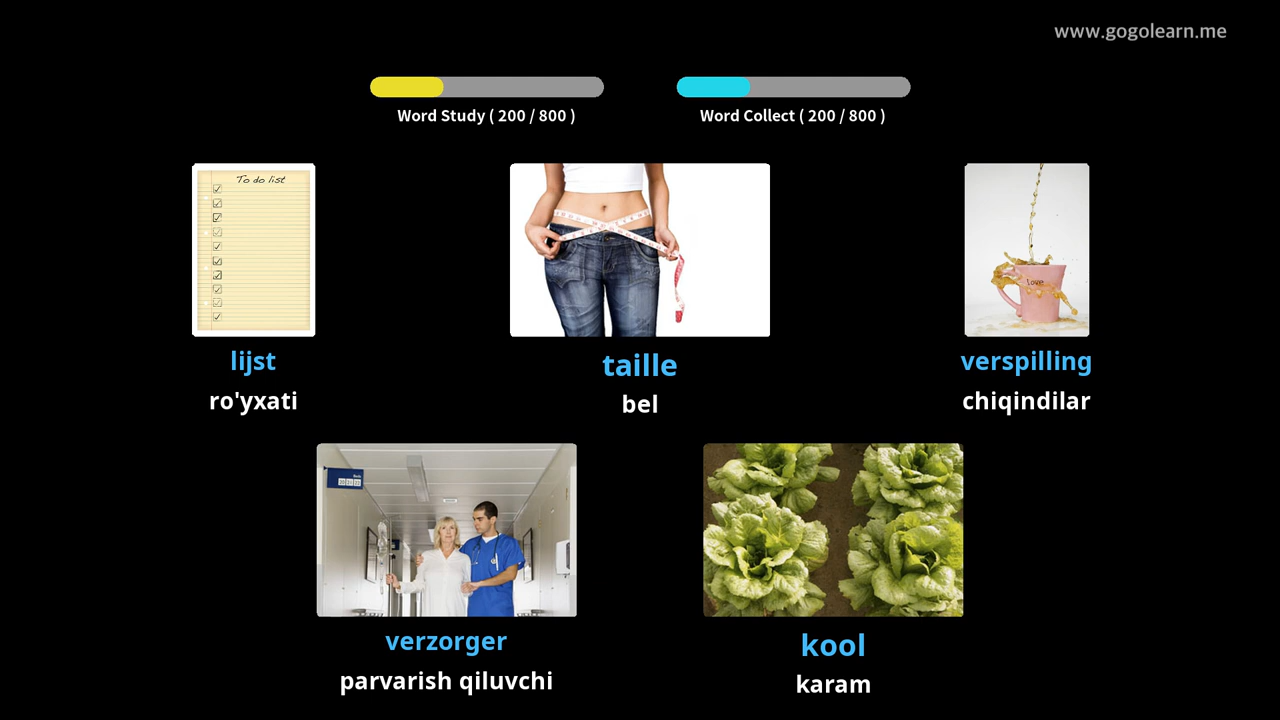 www.gogolearn.me
Word Study ( 200 / 800 )
Word Collect ( 200 / 800 )
To do list
Love
lijst
taille
verspilling
ro'yxati
bel
chiqindilar
verzorger
kool
parvarish qiluvchi
karam